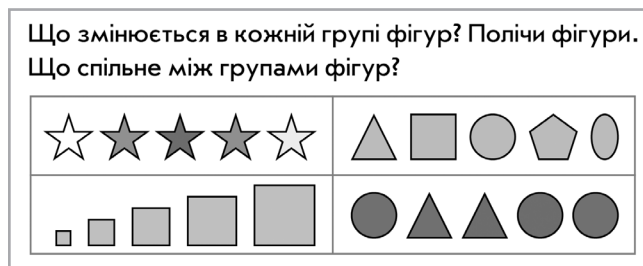 Що змінюється в кожній групі фігур? Полічи фігури.
Що спільне між групами фігур?